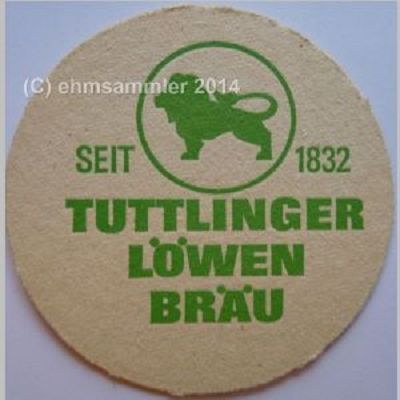 (C) ehmsammler 2014
SEIT 1832
TUTTLINGER
LÖWEN
BRÄU